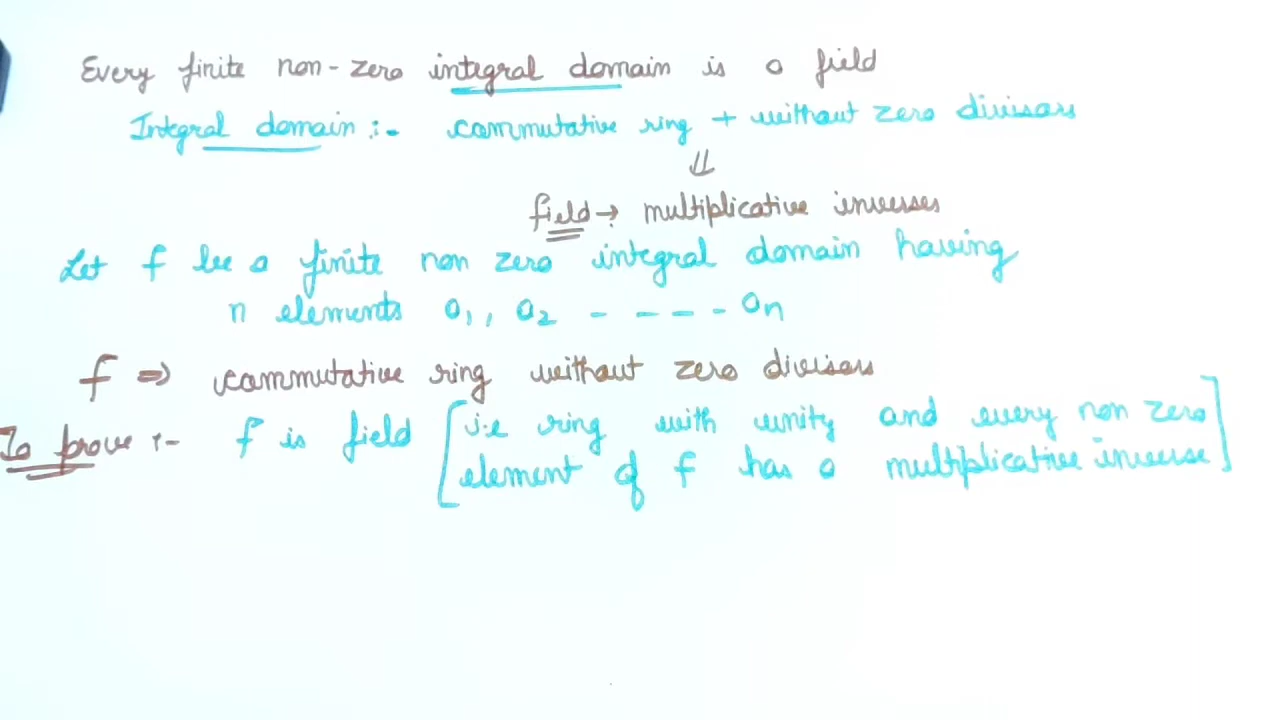 Every finite non-zero integral domain is a field
Integral domain :- commutative ring + without zero divisors
⇓
field → multiplicative inverses
Let f be a finite non zero integral domain having
n elements a1, a2 - - - - - an
f ⇒ commutative ring without zero divisors
To prove :- f is field [i.e ring with unity and every non zero
element of f has a multiplicative inverse]